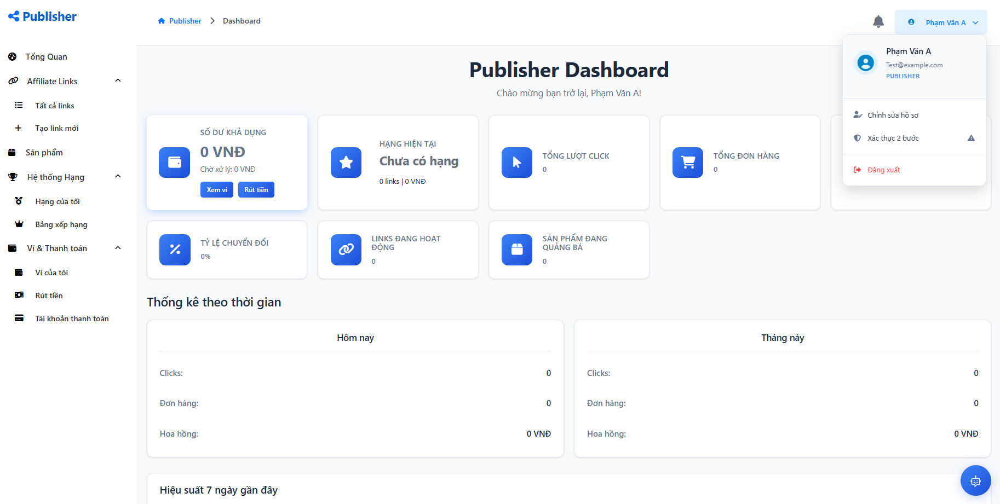 Publisher
Tổng Quan
Affiliate Links
Tất cả links
Tạo link mới
Sản phẩm
Hệ thống Hạng
Hạng của tôi
Bảng xếp hạng
Ví & Thanh toán
Ví của tôi
Rút tiền
Tài khoản thanh toán
Publisher
Dashboard
Phạm Văn A
Phạm Văn A
Test@example.com
PUBLISHER
Chỉnh sửa hồ sơ
Xác thực 2 bước
Đăng xuất
Publisher Dashboard
Chào mừng bạn trở lại, Phạm Văn A!
SỐ DƯ KHẢ DỤNG
0 VNĐ
Chờ xử lý: 0 VNĐ
Xem ví
Rút tiền
HẠNG HIỆN TẠI
Chưa có hạng
0 links | 0 VNĐ
TỔNG LƯỢT CLICK
0
TỔNG ĐƠN HÀNG
0
TỶ LỆ CHUYỂN ĐỔI
0%
LINKS ĐANG HOẠT
ĐỘNG
0
SẢN PHẨM ĐANG
QUẢNG BÁ
0
Thống kê theo thời gian
Hôm nay
Clicks: 0
Đơn hàng: 0
Hoa hồng: 0 VNĐ
Tháng này
Clicks: 0
Đơn hàng: 0
Hoa hồng: 0 VNĐ
Hiệu suất 7 ngày gần đây